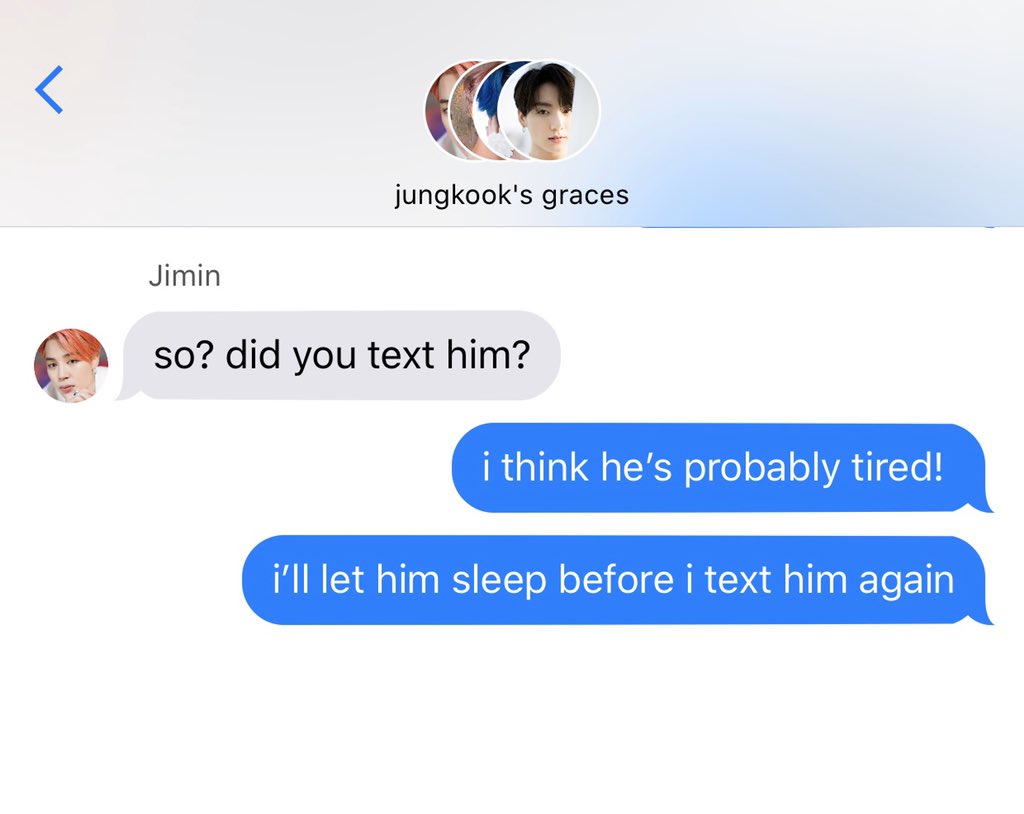 jungkook's graces
Jimin
so? did you text him?
i think he’s probably tired!
i’ll let him sleep before i text him again